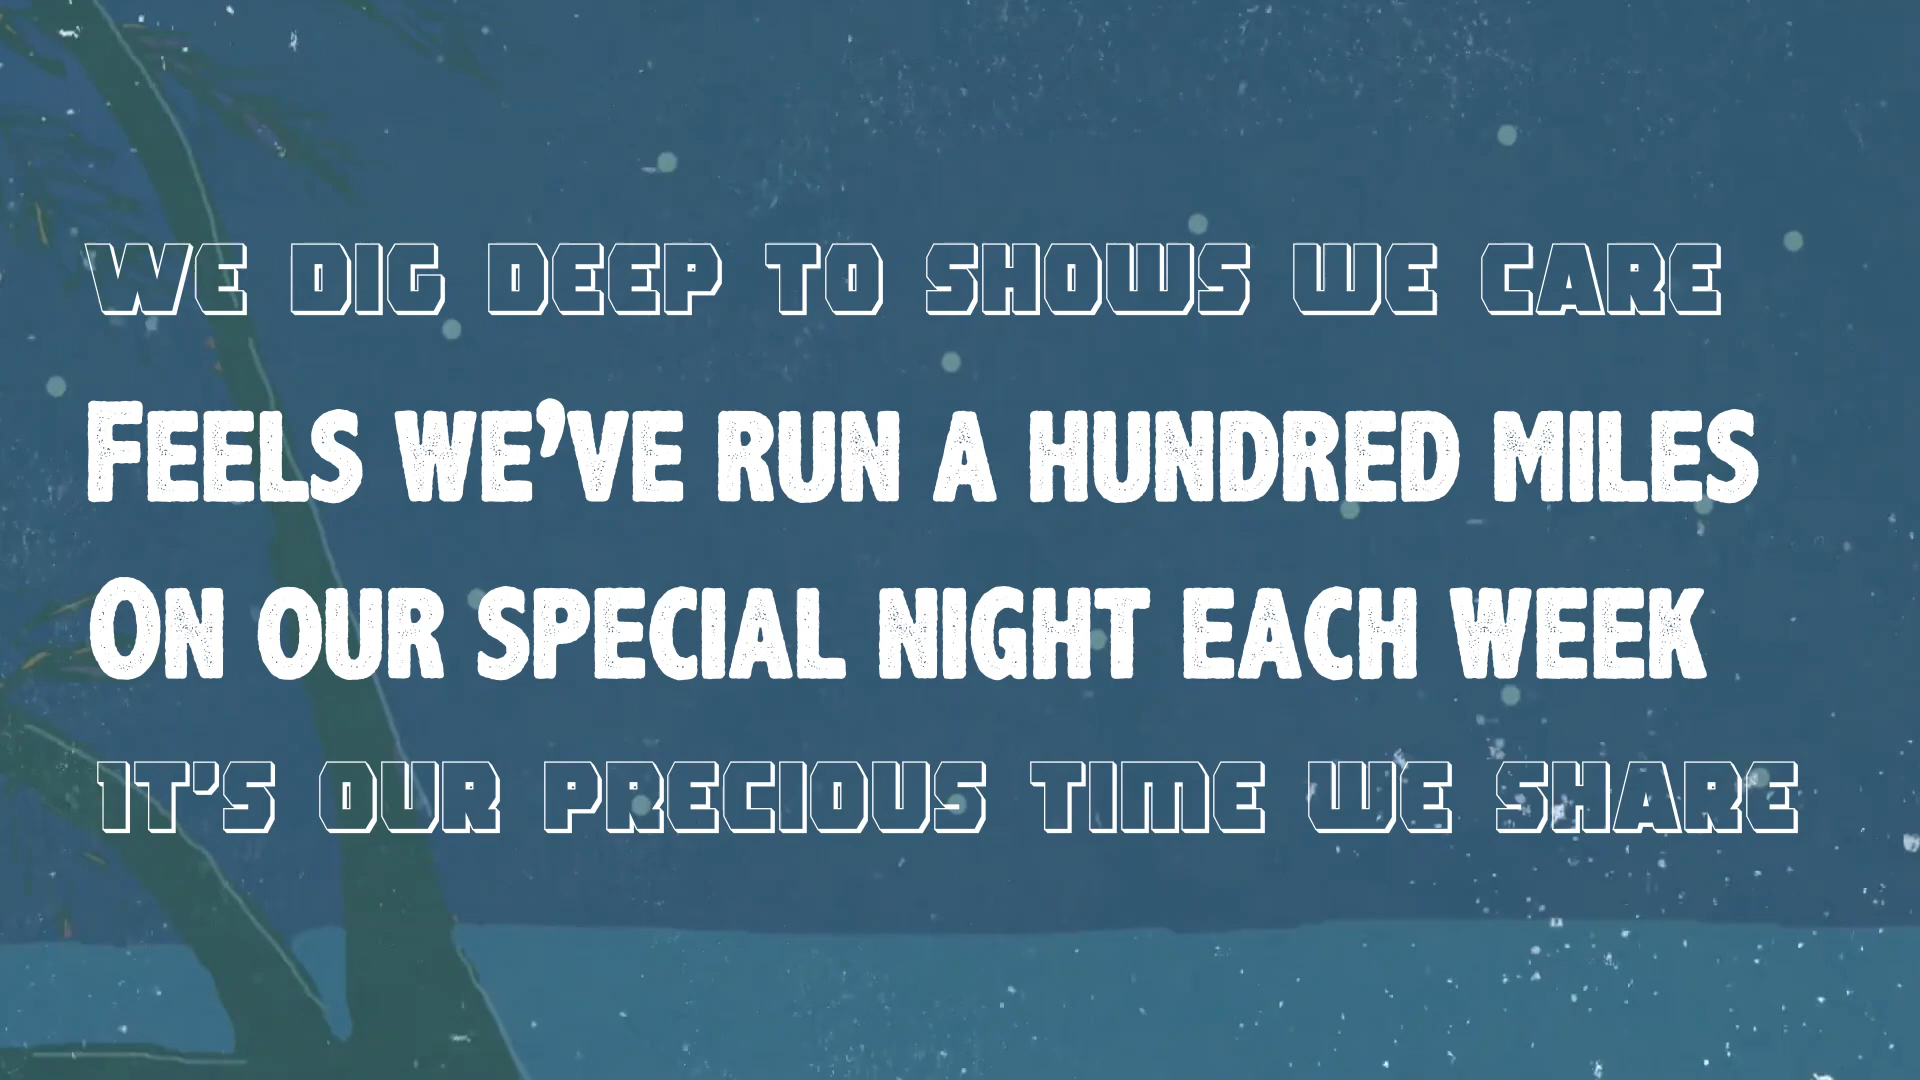 WE DIG DEEP TO SHOWS WE CARE
FEELS WE’VE RUN A HUNDRED MILES
ON OUR SPECIAL NIGHT EACH WEEK
IT'S OUR PRECIOUS TIME WE SHARE